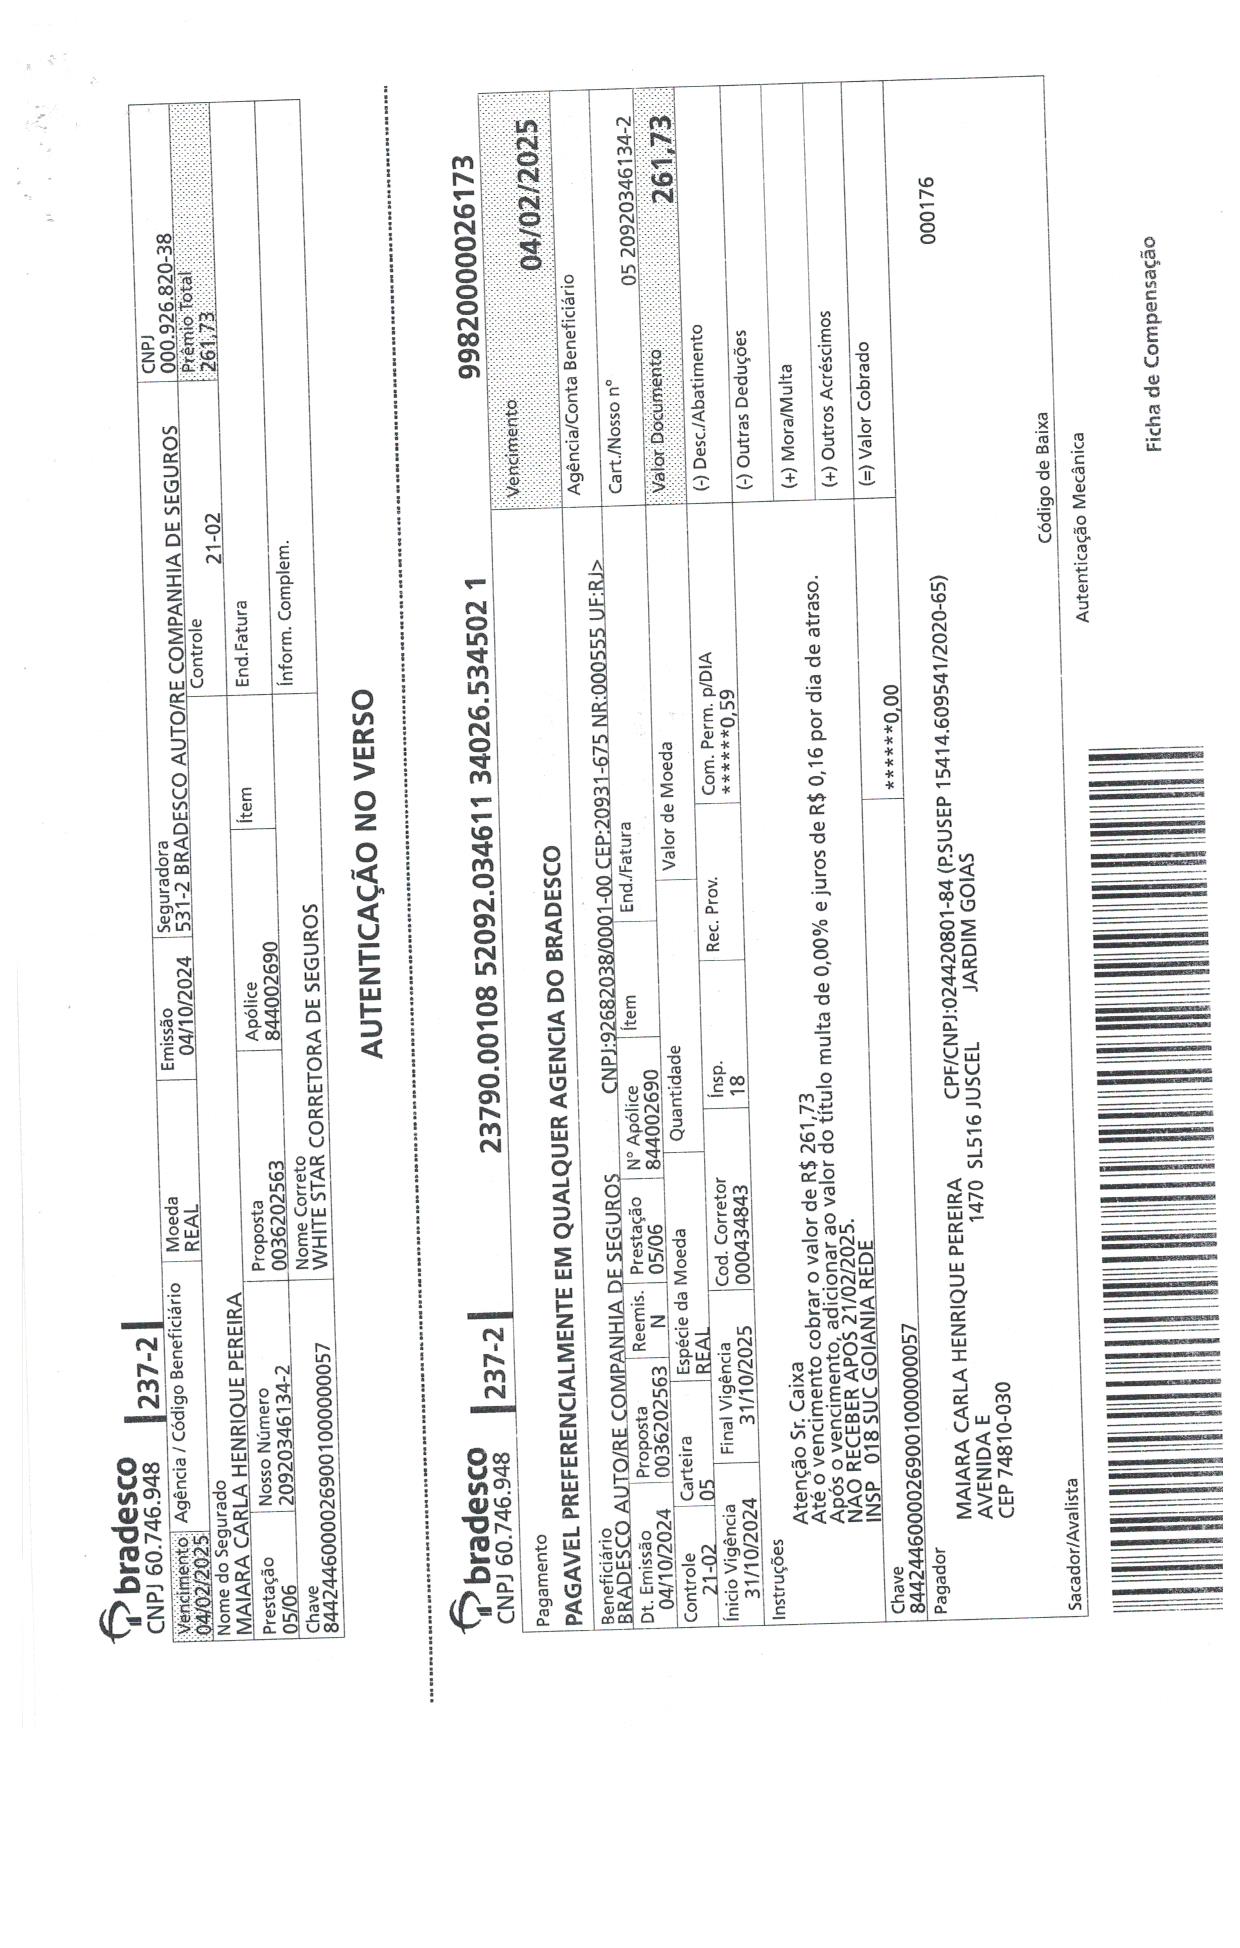 bradesco
CNPJ 60.746.948
237-2
Vencimento
04/02/2025
Agência / Código Beneficiário
Moeda
REAL
Emissão
04/10/2024
Seguradora
531-2 BRADESCO AUTO/RE COMPANHIA DE SEGUROS
CNPJ
000.926.820-38
Nome do Segurado
MAIARA CARLA HENRIQUE PEREIRA
Controle
21-02
Prêmio Total
261,73
Prestação
05/06
Nosso Número
20920346134-2
Proposta
0036202563
Apólice
844002690
Ítem
End.Fatura
Chave
844244600002690010000000057
Nome Correto
WHITE STAR CORRETORA DE SEGUROS
Ínform. Complem.
AUTENTICAÇÃO NO VERSO
bradesco
CNPJ 60.746.948
237-2
23790.00108 52092.034611 34026.534502 1 99820000026173
Pagamento
PAGAVEL PREFERENCIALMENTE EM QUALQUER AGENCIA DO BRADESCO
Vencimento
04/02/2025
Beneficiário
BRADESCO AUTO/RE COMPANHIA DE SEGUROS CNPJ:92682038/0001-00 CEP:20931-675 NR:000555 UF:RJ>
Agência/Conta Beneficiário
Dt. Emissão
04/10/2024
Proposta
0036202563
Reemis.
N
Prestação
05/06
Nº Apólice
844002690
Ítem
End./Fatura
Cart./Nosso nº
05 20920346134-2
Controle
21-02
Carteira
05
Espécie da Moeda
REAL
Quantidade
Valor de Moeda
Valor Documento
261,73
Ínicio Vigência
31/10/2024
Final Vigência
31/10/2025
Cod. Corretor
000434843
Ínsp.
18
Rec. Prov.
Com. Perm. p/DIA
******0,59
(-) Desc./Abatimento
(-) Outras Deduções
(+) Mora/Multa
(+) Outros Acréscimos
(=) Valor Cobrado
Instruções
Atenção Sr. Caixa
Até o vencimento cobrar o valor de R$ 261,73
Após o vencimento, adicionar ao valor do título multa de 0,00% e juros de R$ 0,16 por dia de atraso.
NAO RECEBER APOS 21/02/2025.
INSP 018 SUC GOIANIA REDE
******0,00
Chave
844244600002690010000000057
Pagador
MAIARA CARLA HENRIQUE PEREIRA CPF/CNPJ:024420801-84 (P.SUSEP 15414.609541/2020-65)
AVENIDA E 1470 SL516 JUSCEL JARDIM GOIAS
CEP 74810-030
000176
Sacador/Avalista
Código de Baixa
Autenticação Mecânica
Ficha de Compensação